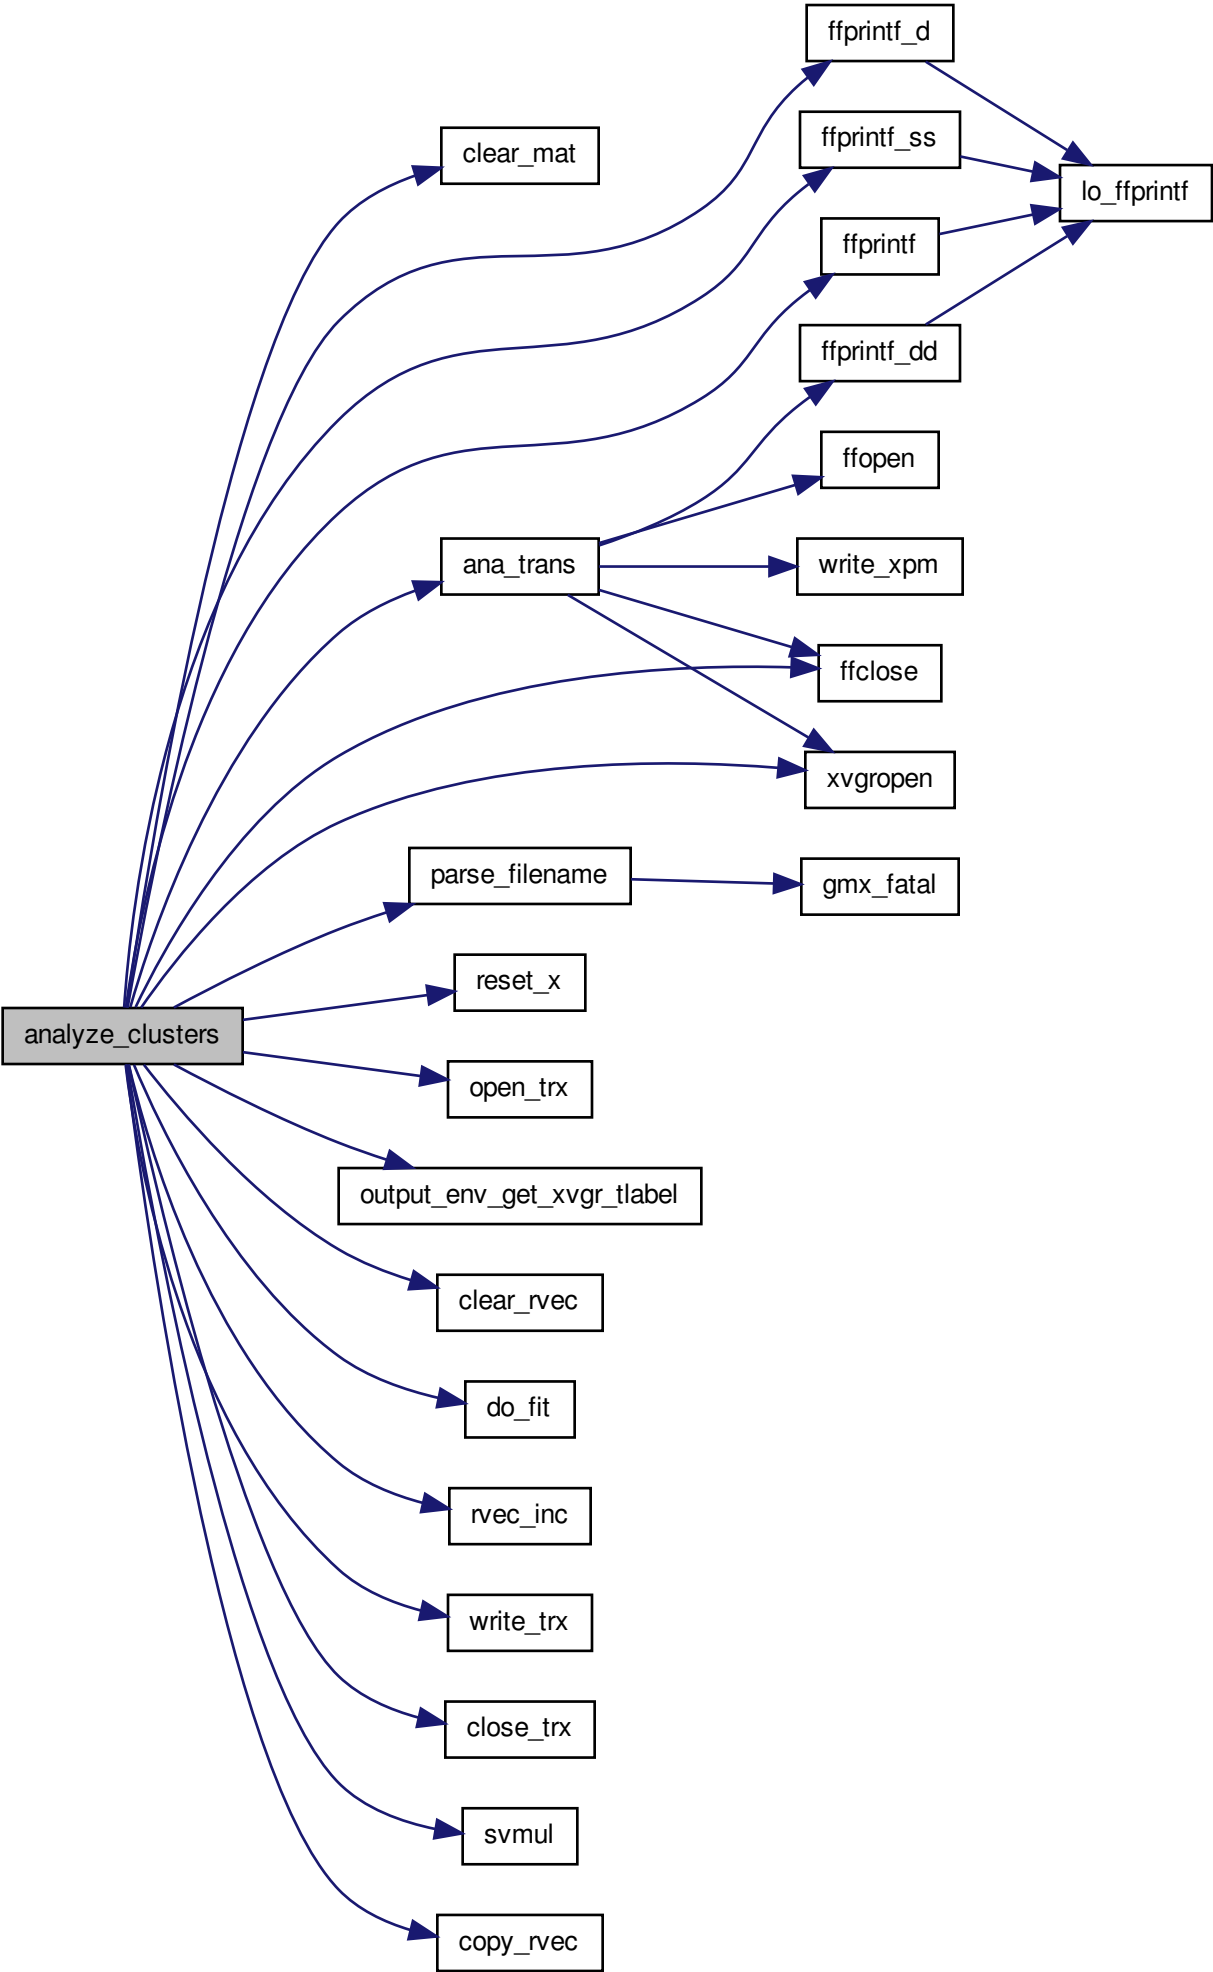 ffprintf_d
ffprintf_ss
clear_mat
lo_ffprintf
ffprintf
ffprintf_dd
ffopen
ana_trans
write_xpm
ffclose
xvgropen
parse_filename
gmx_fatal
reset_x
analyze_clusters
open_trx
output_env_get_xvgr_tlabel
clear_rvec
do_fit
rvec_inc
write_trx
close_trx
svmul
copy_rvec